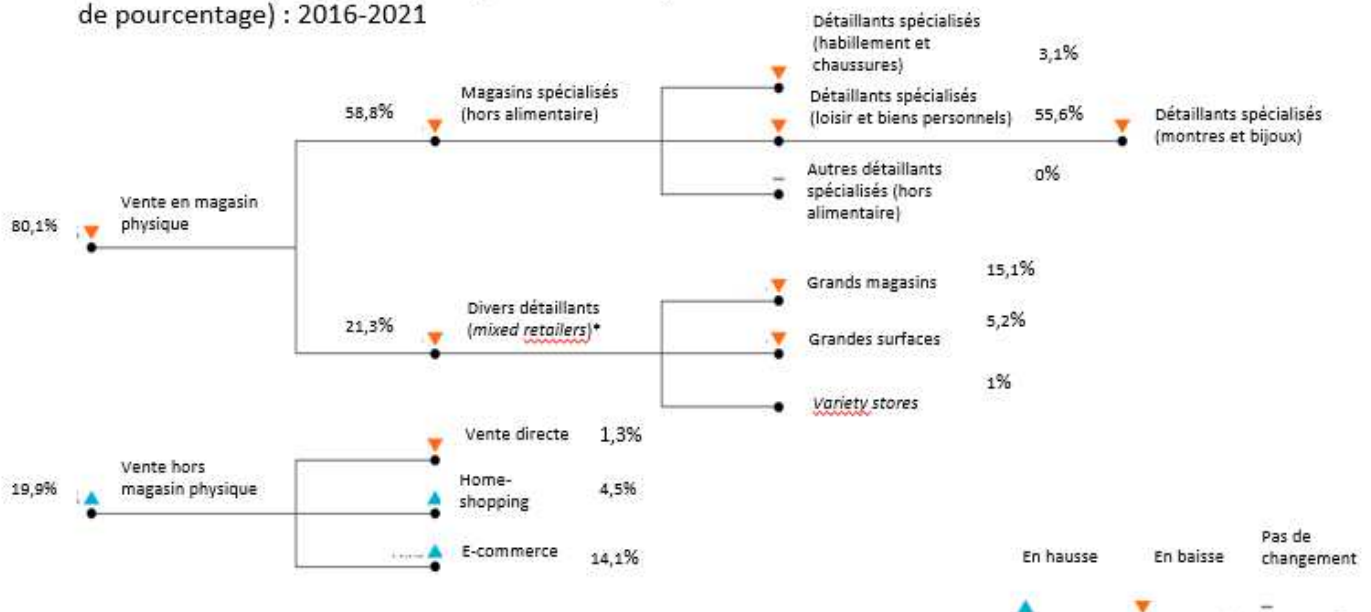 de pourcentage) : 2016-2021
80,1%
Vente en magasin
physique
58,8%
Magasins spécialisés
(hors alimentaire)
Détaillants spécialisés
(habillement et
chaussures)
3,1%
Détaillants spécialisés
(loisir et biens personnels)
55,6%
Détaillants spécialisés
(montres et bijoux)
Autres détaillants
spécialisés (hors
alimentaire)
0%
21,3%
Divers détaillants
(mixed retailers)*
Grands magasins
15,1%
Grandes surfaces
5,2%
Variety stores
1%
19,9%
Vente hors
magasin physique
Vente directe
1,3%
Home-
shopping
4,5%
E-commerce
14,1%
En hausse
En baisse
Pas de
changement